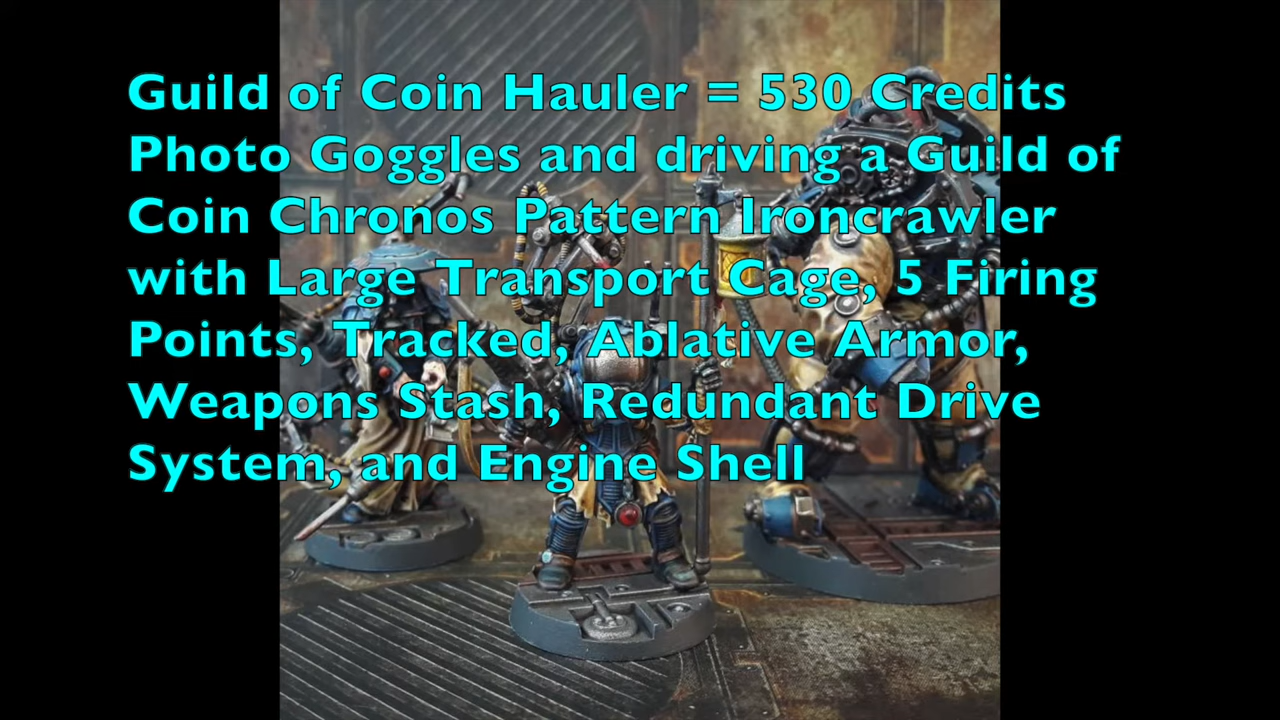 Guild of Coin Hauler = 530 Credits
Photo Goggles and driving a Guild of
Coin Chronos Pattern Ironcrawler
with Large Transport Cage, 5 Firing
Points, Tracked, Ablative Armor,
Weapons Stash, Redundant Drive
System, and Engine Shell